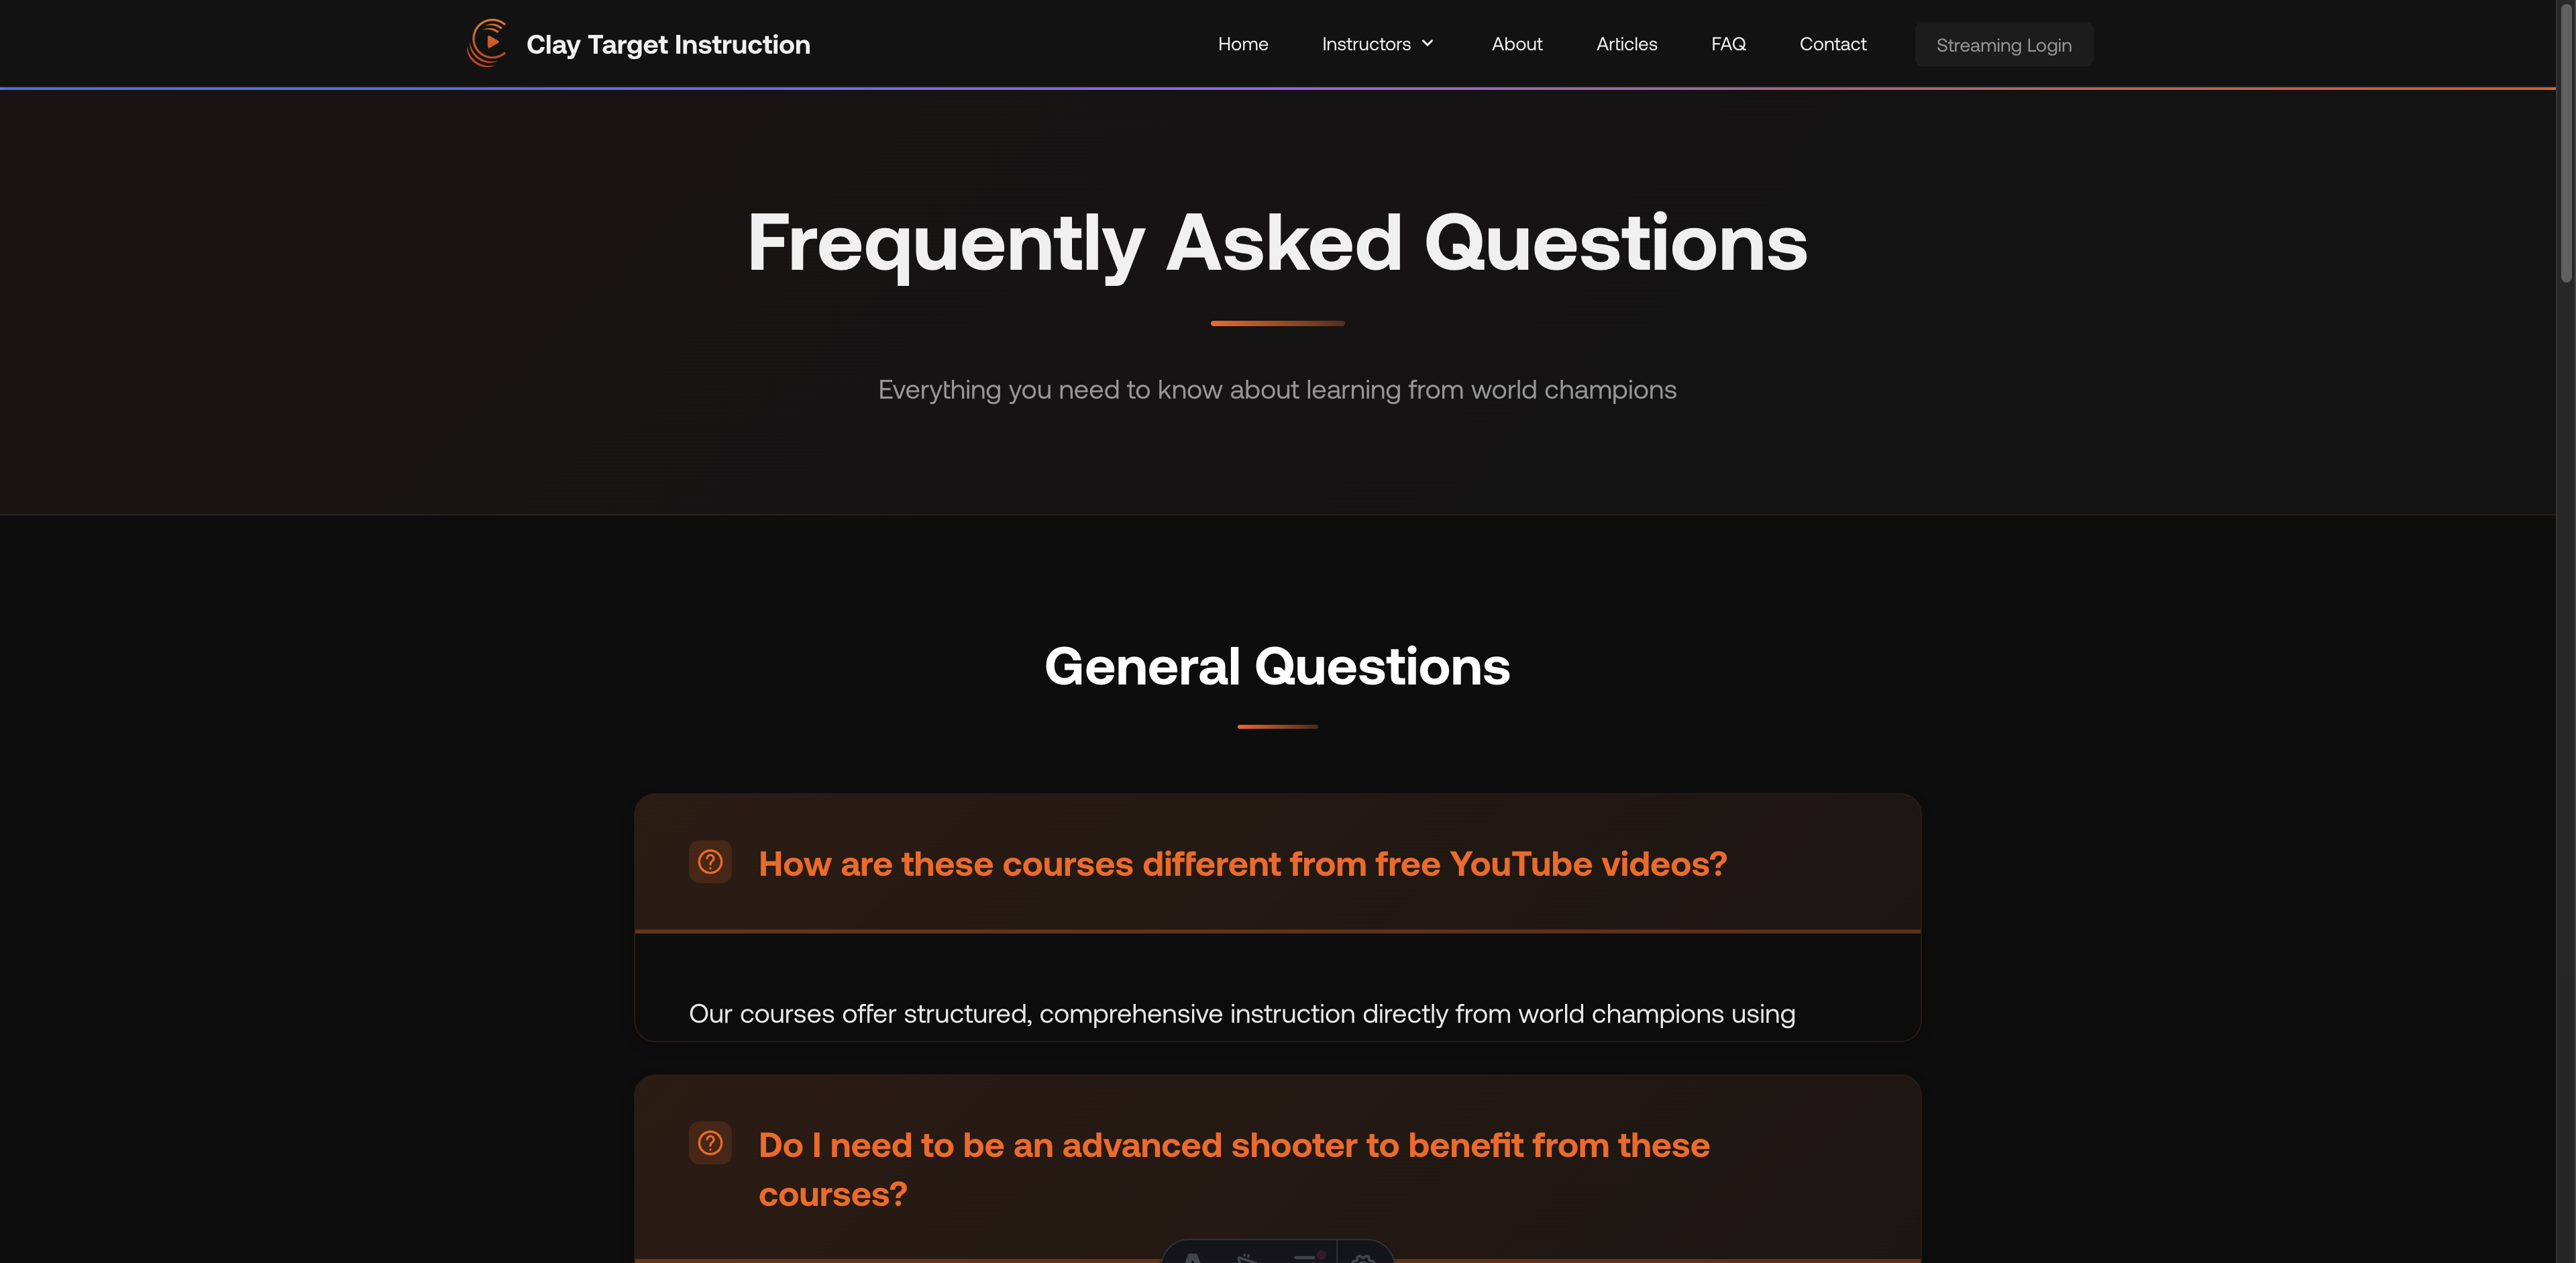 Clay Target Instruction
Home Instructors About Articles FAQ Contact Streaming Login
Frequently Asked Questions
Everything you need to know about learning from world champions
General Questions
How are these courses different from free YouTube videos?
Our courses offer structured, comprehensive instruction directly from world champions using
Do I need to be an advanced shooter to benefit from these
courses?